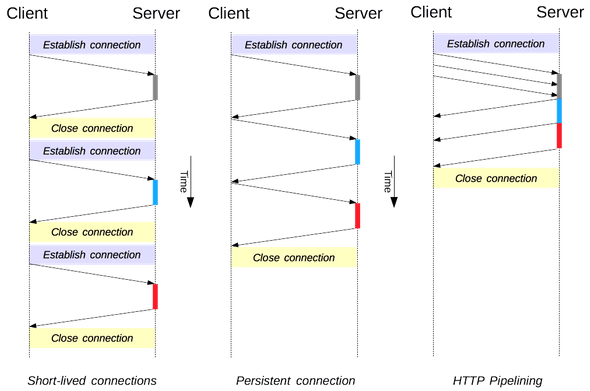 Client Server
Establish connection
Close connection
Establish connection
Close connection
Establish connection
Close connection
Short-lived connections
Client Server
Establish connection
Close connection
Time
Persistent connection
Client Server
Establish connection
Close connection
Time
HTTP Pipelining